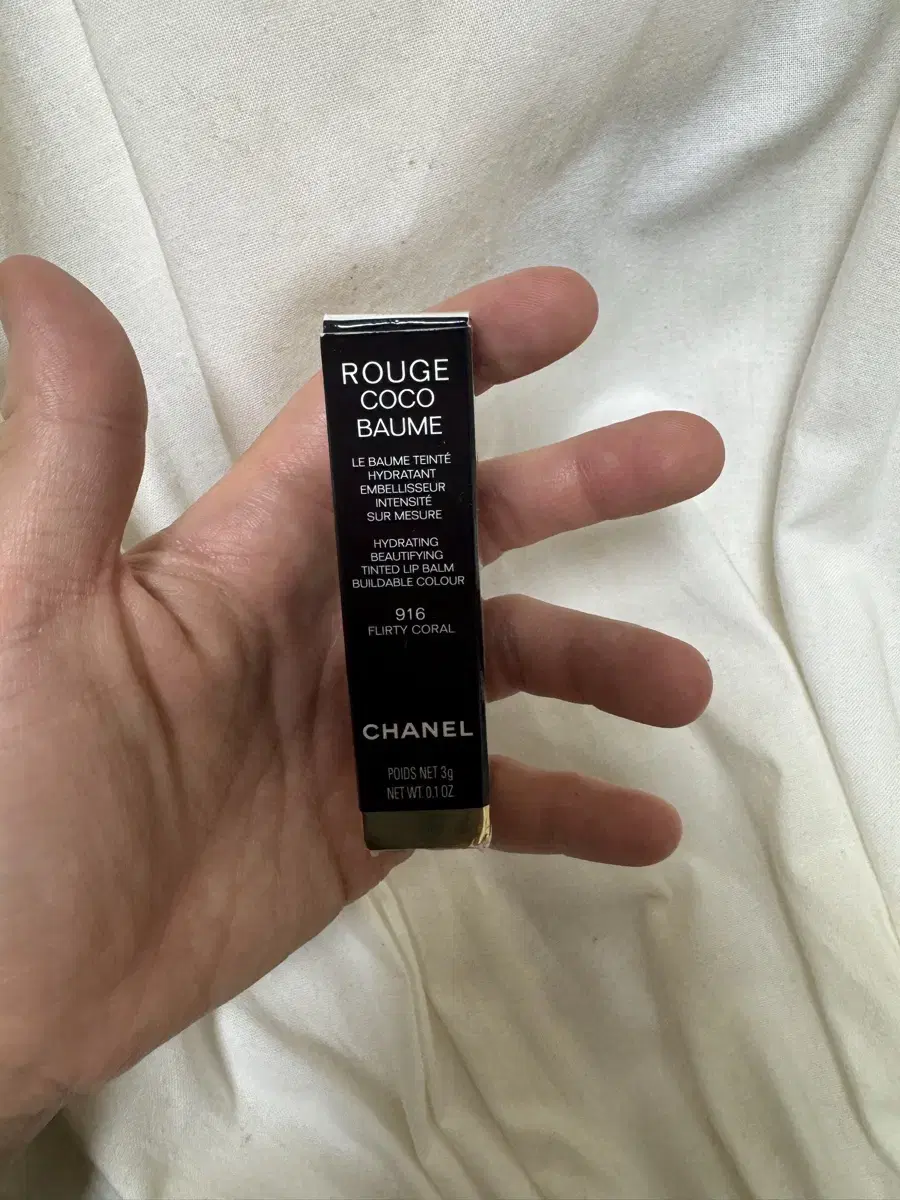 ROUGE
COCO
BAUME
LE BAUME TEINTÉ
HYDRATANT
EMBELLISSEUR
INTENSITÉ
SUR MESURE
HYDRATING
BEAUTIFYING
TINTED LIP BALM
BUILDABLE COLOUR
916
FLIRTY CORAL
CHANEL
POIDS NET 3g
NET WT. 0.1 OZ.